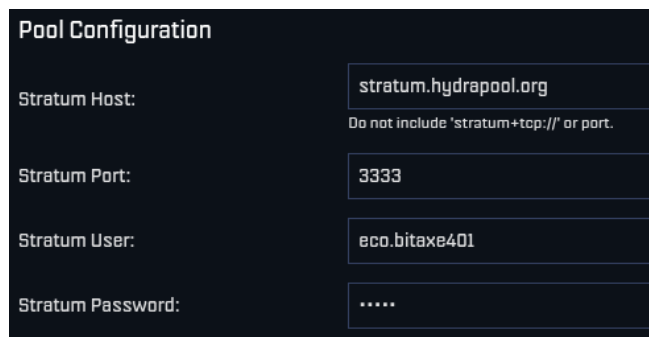 Pool Configuration
Stratum Host:
stratum.hydrapool.org
Do not include 'stratum+tcp://' or port.
Stratum Port:
3333
Stratum User:
eco.bitaxe401
Stratum Password:
•••••